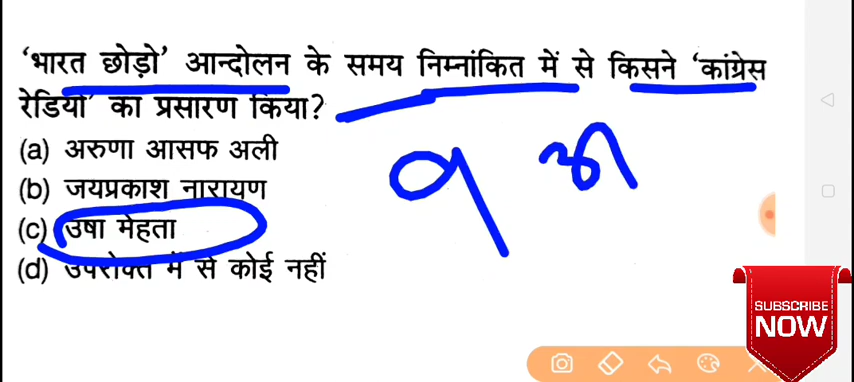 ‘भारत छोड़ो’ आन्दोलन के समय निम्नांकित में से किसने ‘कांग्रेस
रेडियो’ का प्रसारण किया?
(a) अरुणा आसफ अली
(b) जयप्रकाश नारायण
(c) उषा मेहता
(d) उपरोक्त में से कोई नहीं
SUBSCRIBE
NOW